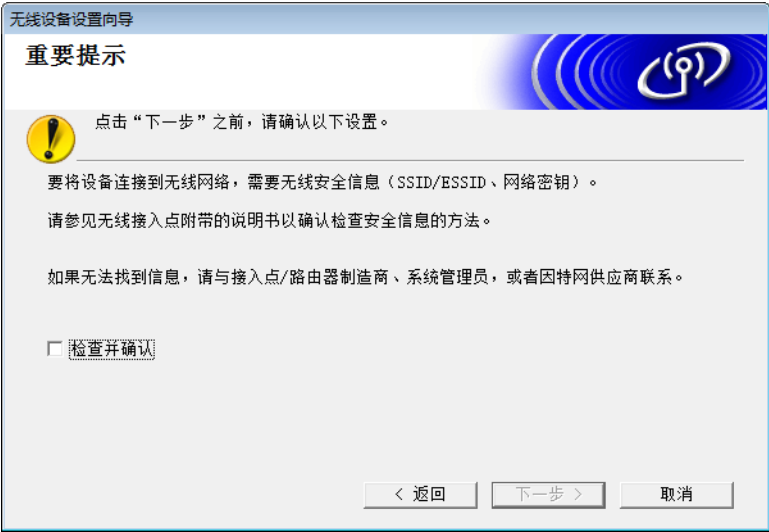 无线设备设置向导
重要提示
点击“下一步”之前，请确认以下设置。
要将设备连接到无线网络，需要无线安全信息（SSID/ESSID、网络密钥）。
请参见无线接入点附带的说明书以确认检查安全信息的方法。
如果无法找到信息，请与接入点/路由器制造商、系统管理员，或者因特网供应商联系。
检查并确认
< 返回 下一步 > 取消